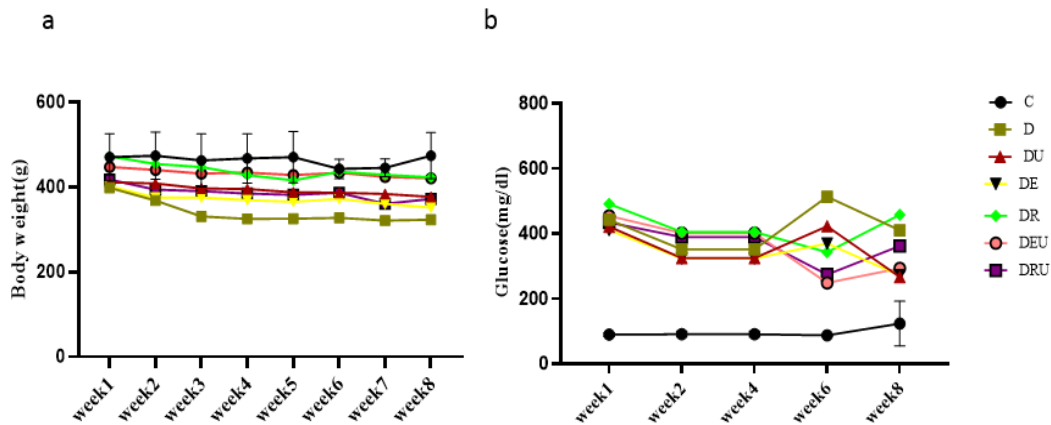 a
Body weight(g)
600
400
200
0
week1
week2
week3
week4
week5
week6
week7
week8
b
Glucose(mg/dl)
800
600
400
200
0
week1
week2
week4
week6
week8
C
D
DU
DE
DR
DEU
DRU